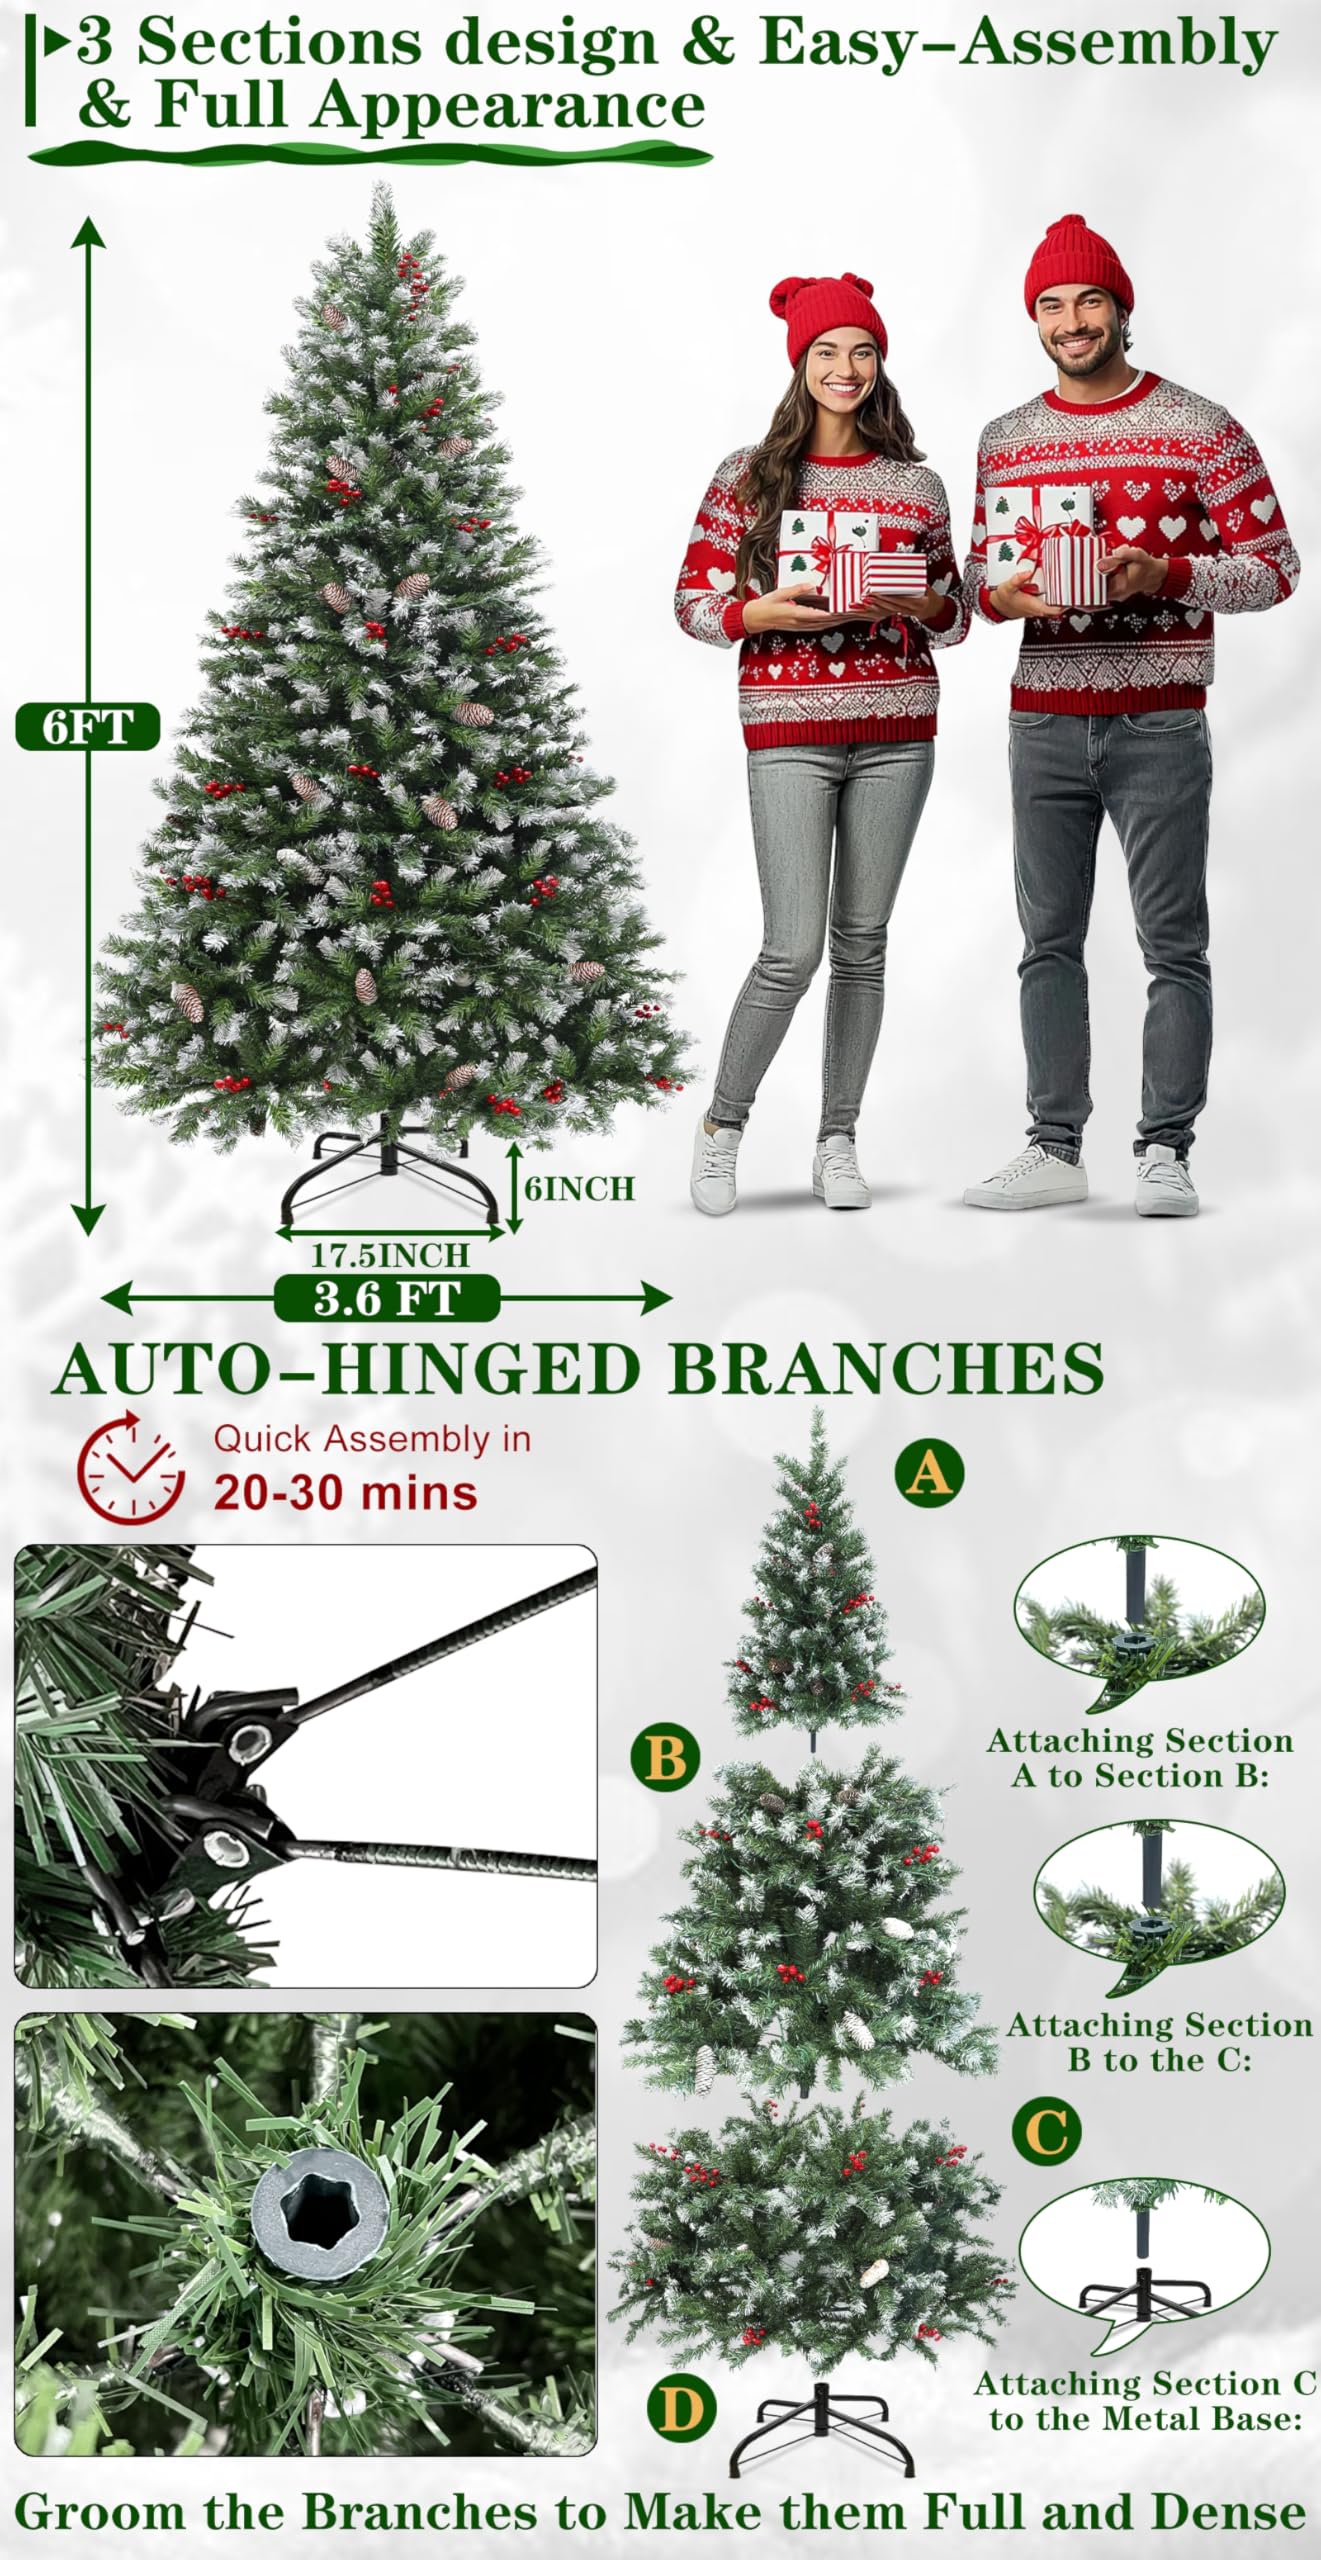 3 Sections design & Easy-Assembly
& Full Appearance
6FT
6INCH
17.5INCH
3.6 FT
AUTO-HINGED BRANCHES
Quick Assembly in
20-30 mins
A
B
Attaching Section
A to Section B:
Attaching Section
B to the C:
C
D
Attaching Section C
to the Metal Base:
Groom the Branches to Make them Full and Dense